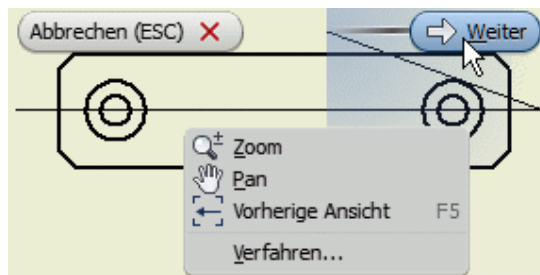 Abbrechen (ESC)
Weiter
Zoom
Pan
Vorherige Ansicht F5
Verfahren...